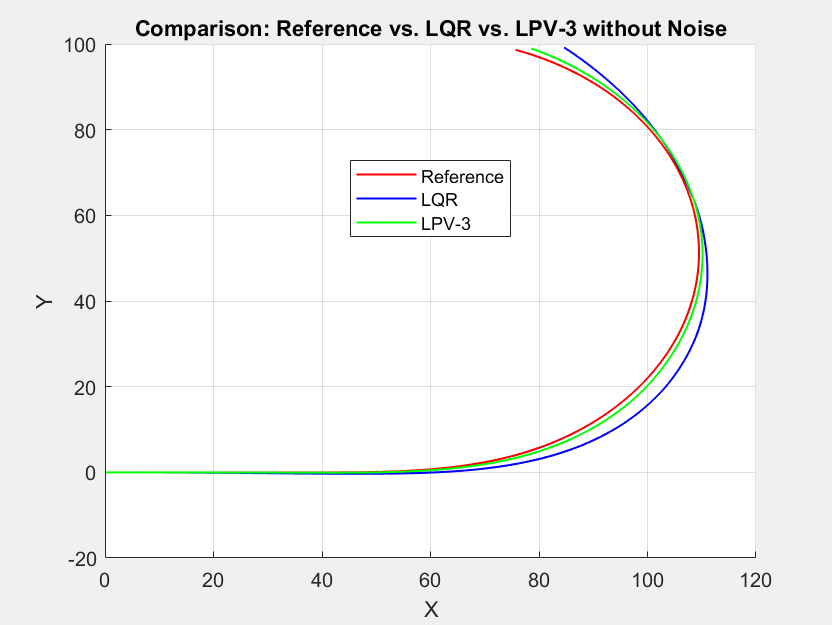 Comparison: Reference vs. LQR vs. LPV-3 without Noise
100
80
60
40
20
0
-20
Y
Reference
LQR
LPV-3
0 20 40 60 80 100 120
X